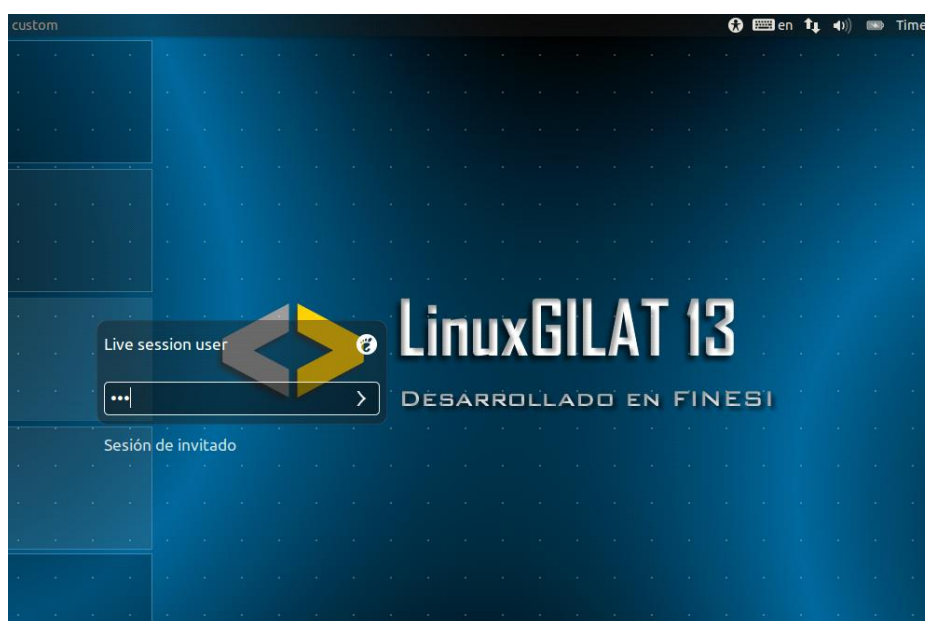 custom en Time
LinuxGILAT 13
Live session user
•••
DESARROLLADO EN FINESI
Sesión de invitado